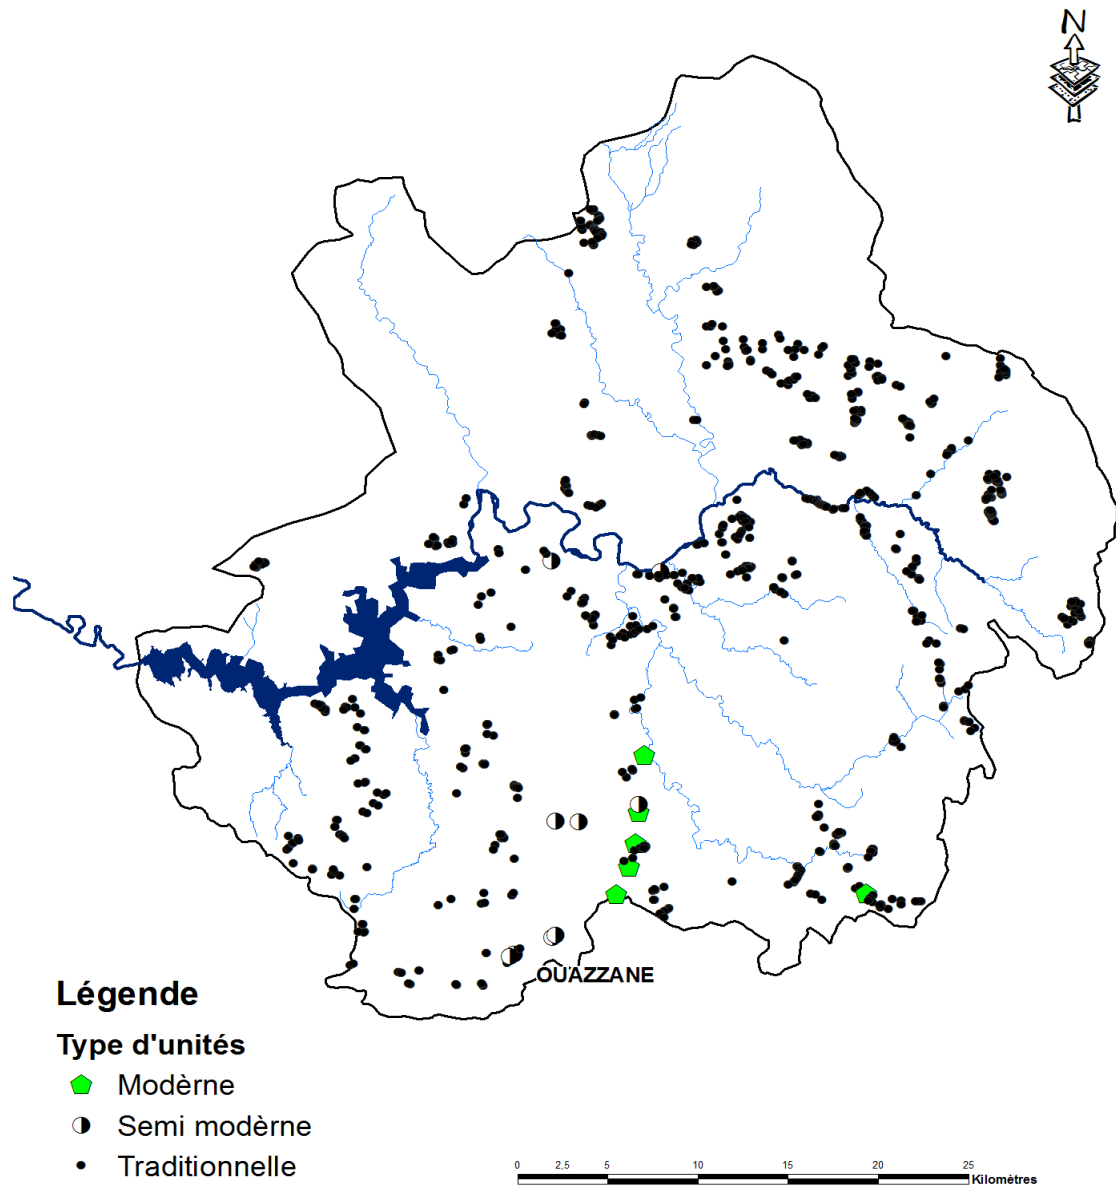 N
OUAZZANE
Légende
Type d'unités
Modèrne
Semi modèrne
Traditionnelle
0 2,5 5 10 15 20 25
Kilomètres